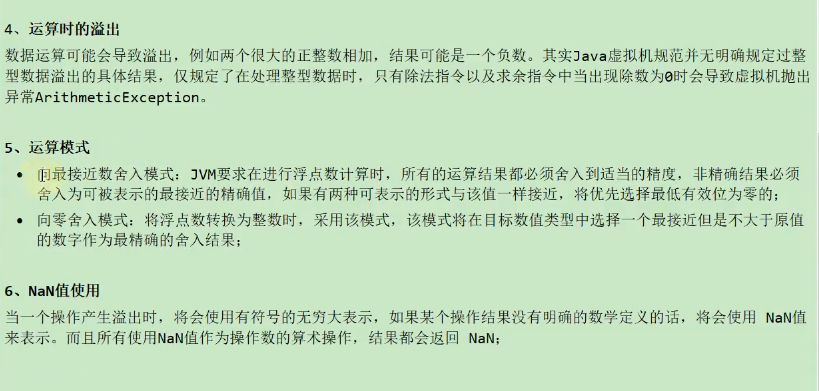 4、运算时的溢出
数据运算可能会导致溢出，例如两个很大的正整数相加，结果可能是一个负数。其实Java虚拟机规范并无明确规定过整
型数据溢出的具体结果，仅规定了在处理整型数据时，只有除法指令以及求余指令中当出现除数为0时会导致虚拟机抛出
异常ArithmeticException。
5、运算模式
• 向最接近数舍入模式：JVM要求在进行浮点数计算时，所有的运算结果都必须舍入到适当的精度，非精确结果必须
舍入为可被表示的最接近的精确值，如果有两种可表示的形式与该值一样接近，将优先选择最低有效位为零的；
• 向零舍入模式：将浮点数转换为整数时，采用该模式，该模式将在目标数值类型中选择一个最接近但是不大于原值
的数字作为最精确的舍入结果；
6、NaN值使用
当一个操作产生溢出时，将会使用有符号的无穷大表示，如果某个操作结果没有明确的数学定义的话，将会使用 NaN值
来表示。而且所有使用NaN值作为操作数的算术操作，结果都会返回 NaN；